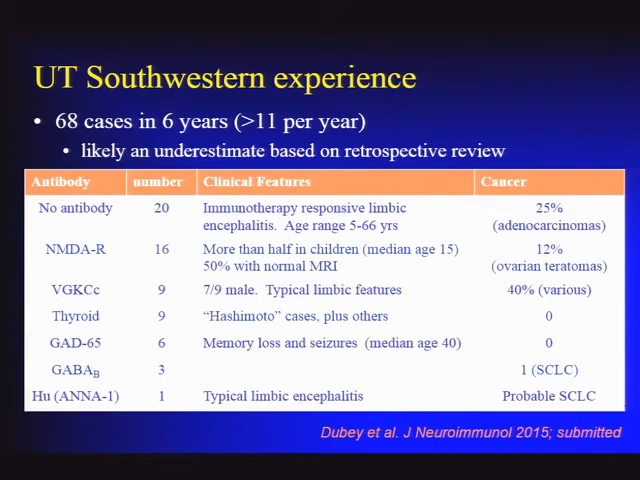 UT Southwestern experience
• 68 cases in 6 years (>11 per year)
• likely an underestimate based on retrospective review
Antibody number Clinical Features Cancer
No antibody 20 Immunotherapy responsive limbic 25%
encephalitis. Age range 5-66 yrs (adenocarcinomas)
NMDA-R 16 More than half in children (median age 15) 12%
50% with normal MRI (ovarian teratomas)
VGKCc 9 7/9 male. Typical limbic features 40% (various)
Thyroid 9 “Hashimoto” cases, plus others 0
GAD-65 6 Memory loss and seizures (median age 40) 0
GABAB 3 1 (SCLC)
Hu (ANNA-1) 1 Typical limbic encephalitis Probable SCLC
Dubey et al. J Neuroimmunol 2015; submitted